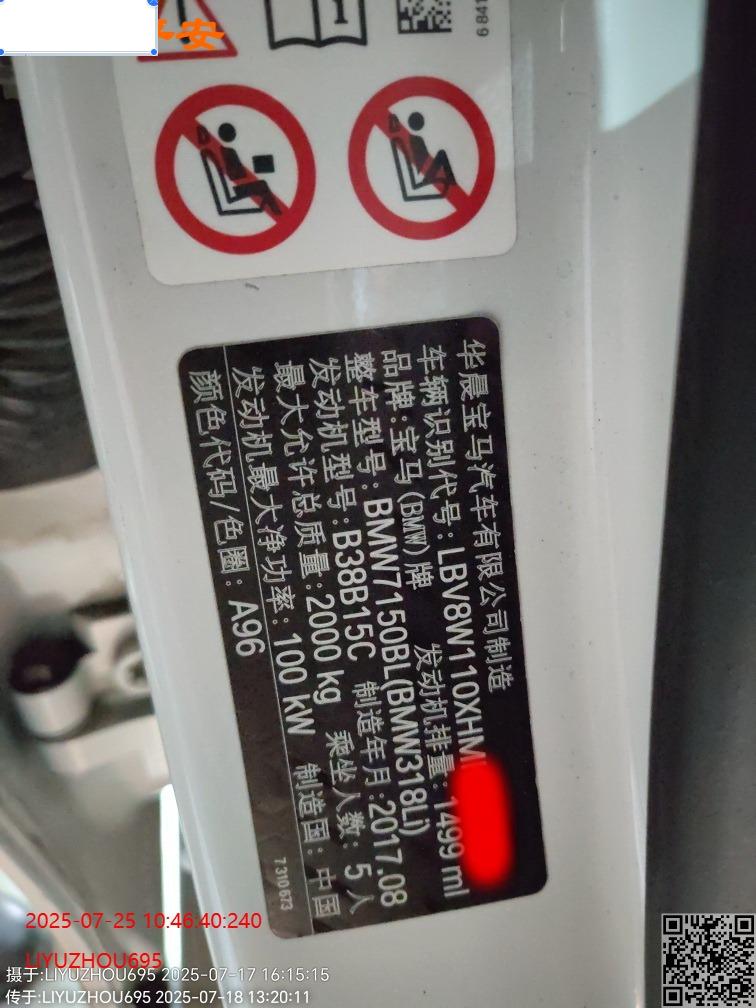 平安
6 841
华晨宝马汽车有限公司制造
车辆识别代号：LBV8W110XHM
品牌：宝马(BMW)牌 发动机排量：1499 ml
整车型号：BMW7150BL(BMW318Li)
发动机型号：B38B15C 制造年月：2017.08
最大允许总质量：2000 kg 乘坐人数：5 人
发动机最大净功率：100 kW 制造国：中国
颜色代码/色圈：A96
7 310 673
2025-07-25 10:46.40:240
LIYUZHOU695
摄于:LIYUZHOU695 2025-07-17 16:15:15
传于:LIYUZHOU695 2025-07-18 13:20:11